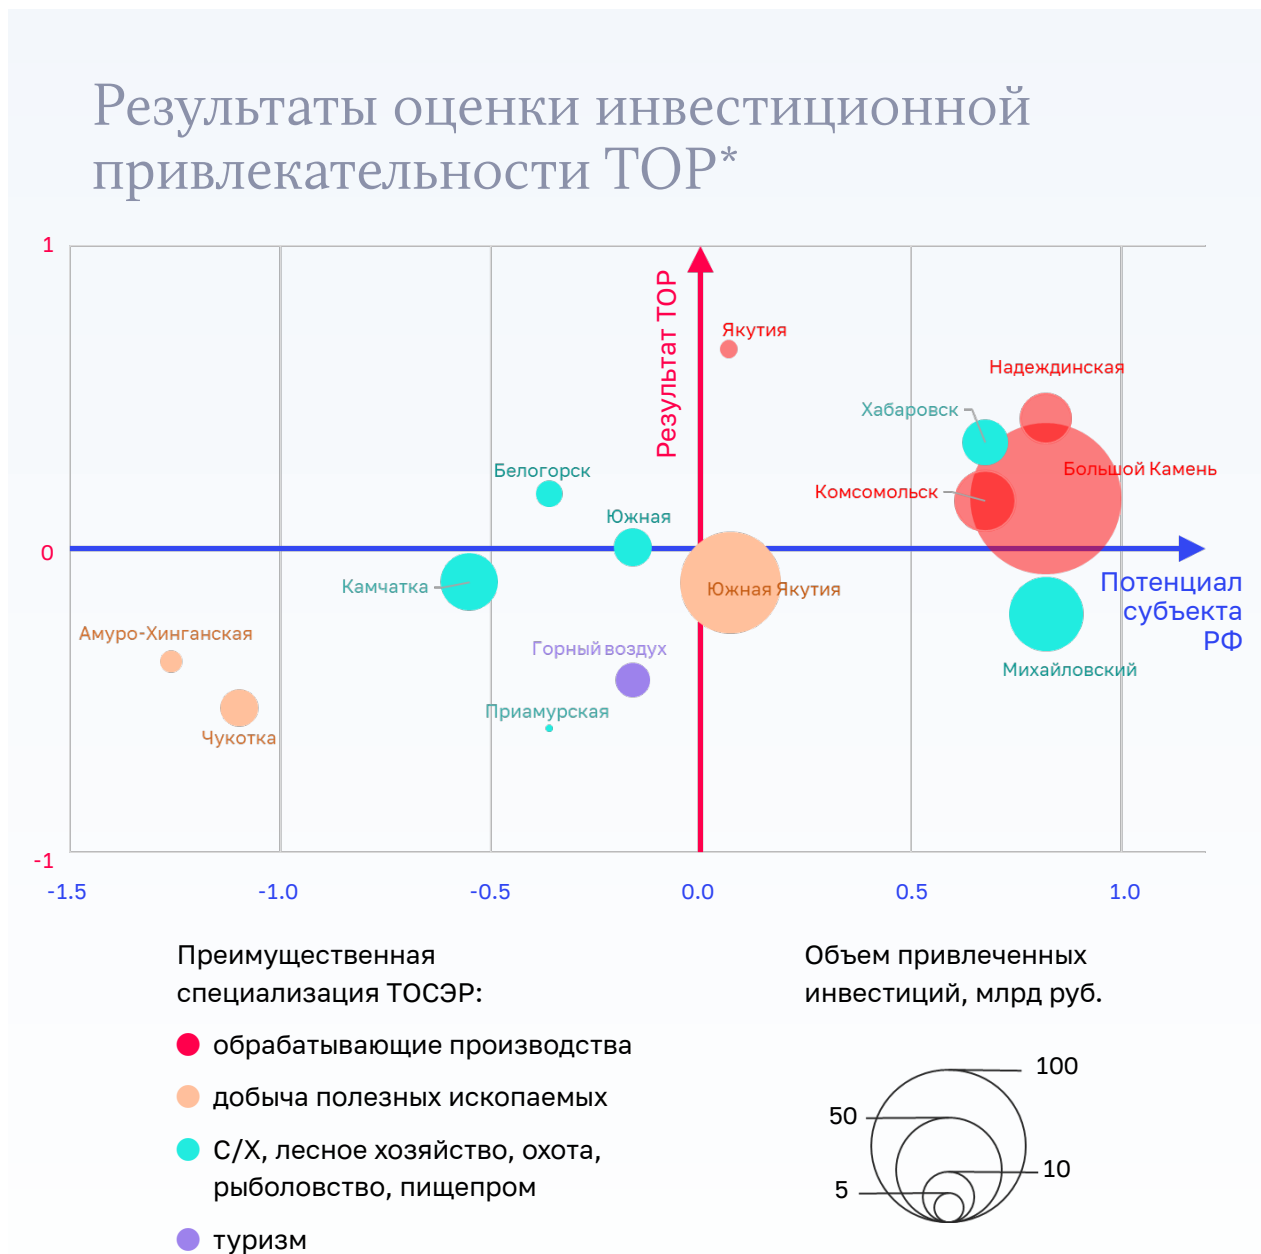 Результаты оценки инвестиционной
привлекательности ТОР*
1
Результат ТОР
Якутия
Надеждинская
Хабаровск
Большой Камень
Белогорск
Комсомольск
Южная
0
Потенциал
субъекта
РФ
Камчатка
Южная Якутия
Амуро-Хинганская
Горный воздух
Михайловский
Приамурская
Чукотка
-1
-1.5 -1.0 -0.5 0.0 0.5 1.0
Преимущественная
специализация ТОСЭР:
обрабатывающие производства
добыча полезных ископаемых
С/Х, лесное хозяйство, охота,
рыболовство, пищепром
туризм
Объем привлеченных
инвестиций, млрд руб.
100
50
10
5